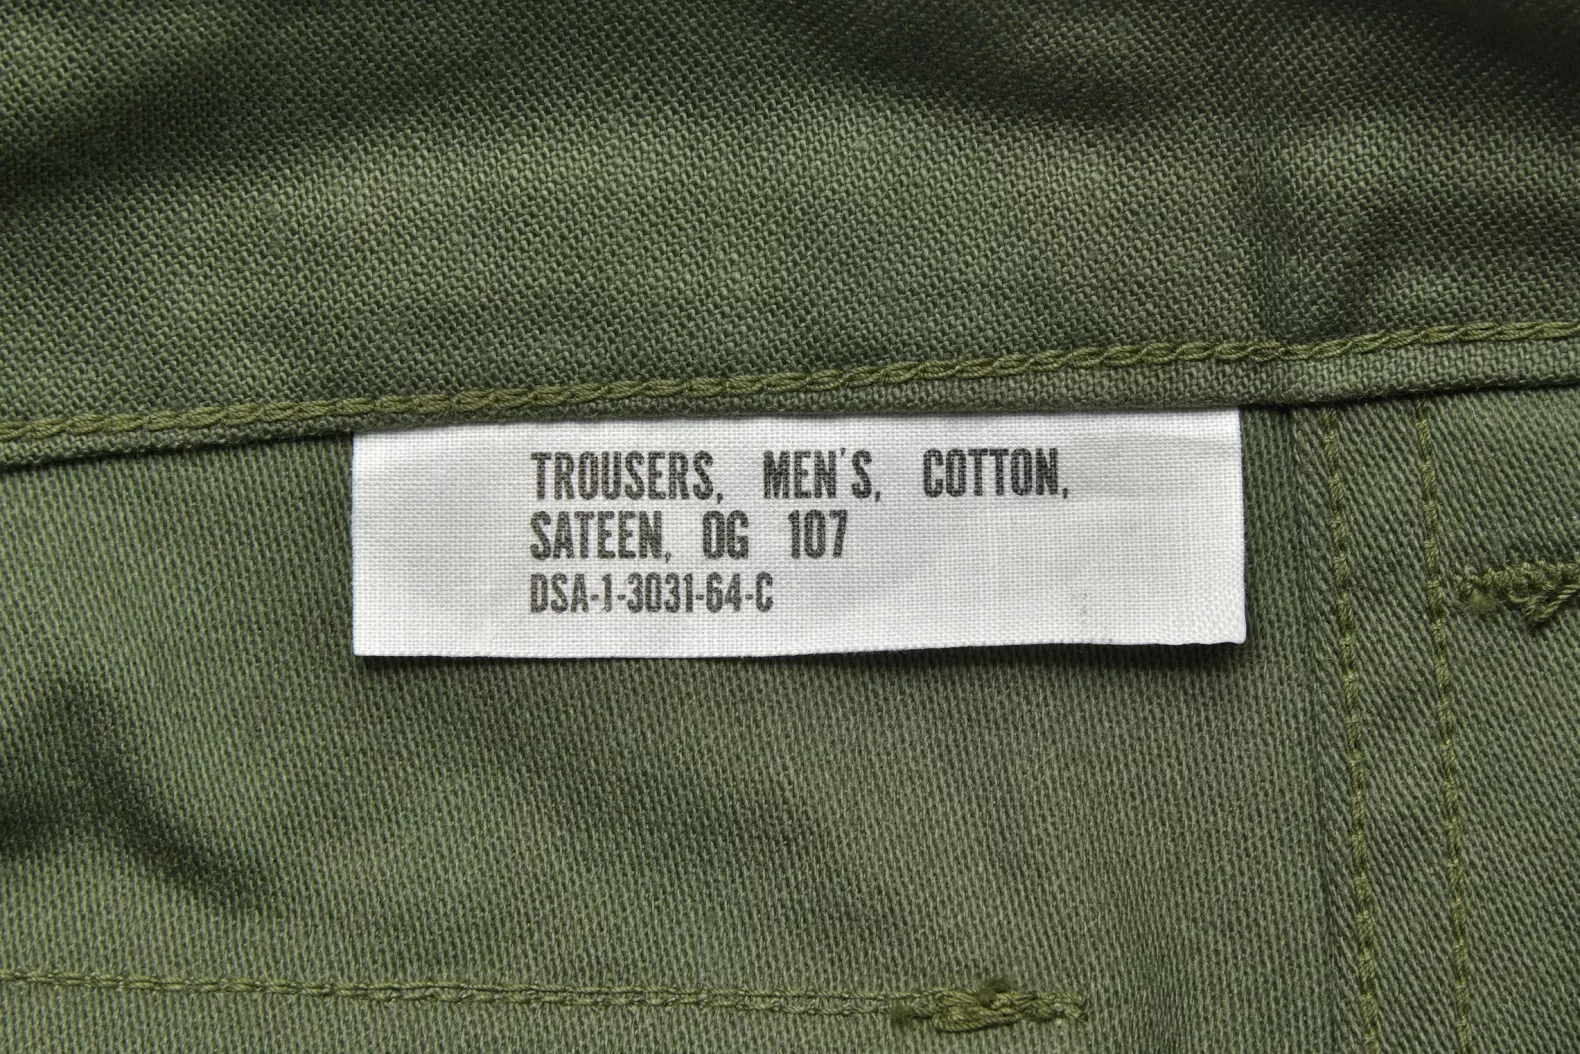 TROUSERS, MEN'S, COTTON,
SATEEN, OG 107
DSA-1-3031-64-C